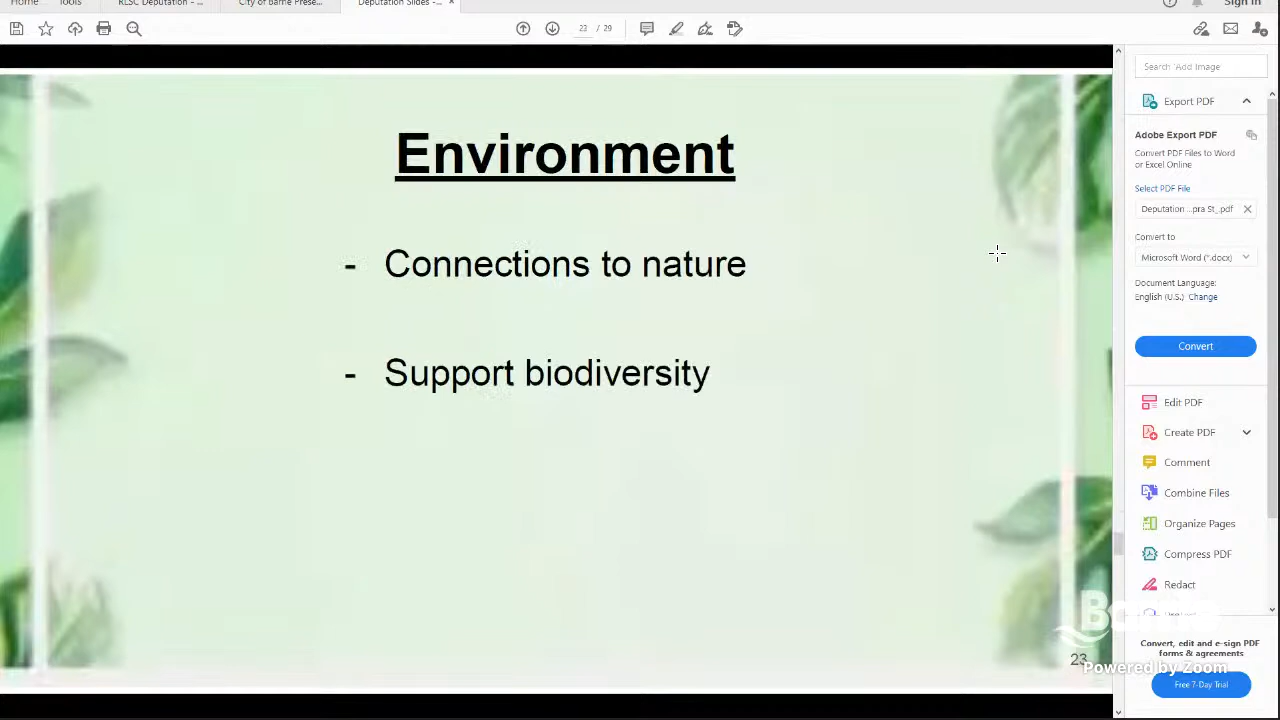 Home Tools RLSC Deputation - ... City of Barrie Prese... Deputation Slides -... ×
Sign In
23 / 29
Search 'Add Image'
Export PDF
Adobe Export PDF
Convert PDF Files to Word
or Excel Online
Select PDF File
Deputation ...pra St_.pdf
Convert to
Microsoft Word (*.docx)
Document Language:
English (U.S.) Change
Convert
Edit PDF
Create PDF
Comment
Combine Files
Organize Pages
Compress PDF
Redact
Convert, edit and e-sign PDF
forms & agreements
Free 7-Day Trial
Environment
- Connections to nature
- Support biodiversity
23
Powered by Zoom